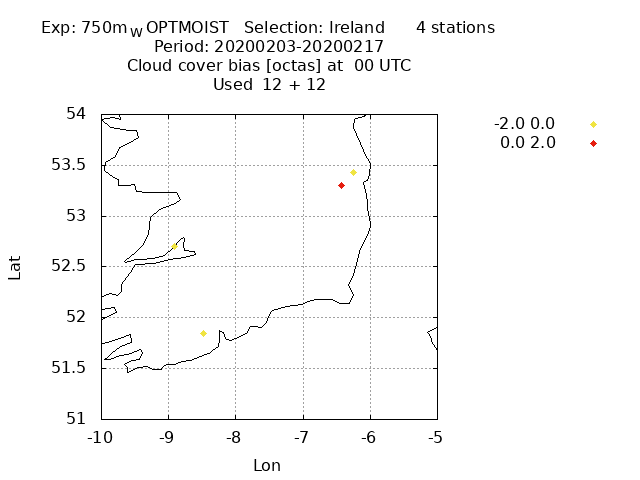 Exp: 750m_W OPTMOIST   Selection: Ireland      4 stations
Period: 20200203-20200217
Cloud cover bias [octas] at  00 UTC
Used  12 + 12
-2.0 0.0
0.0 2.0
54
53.5
53
52.5
52
51.5
51
Lat
-10 -9 -8 -7 -6 -5
Lon